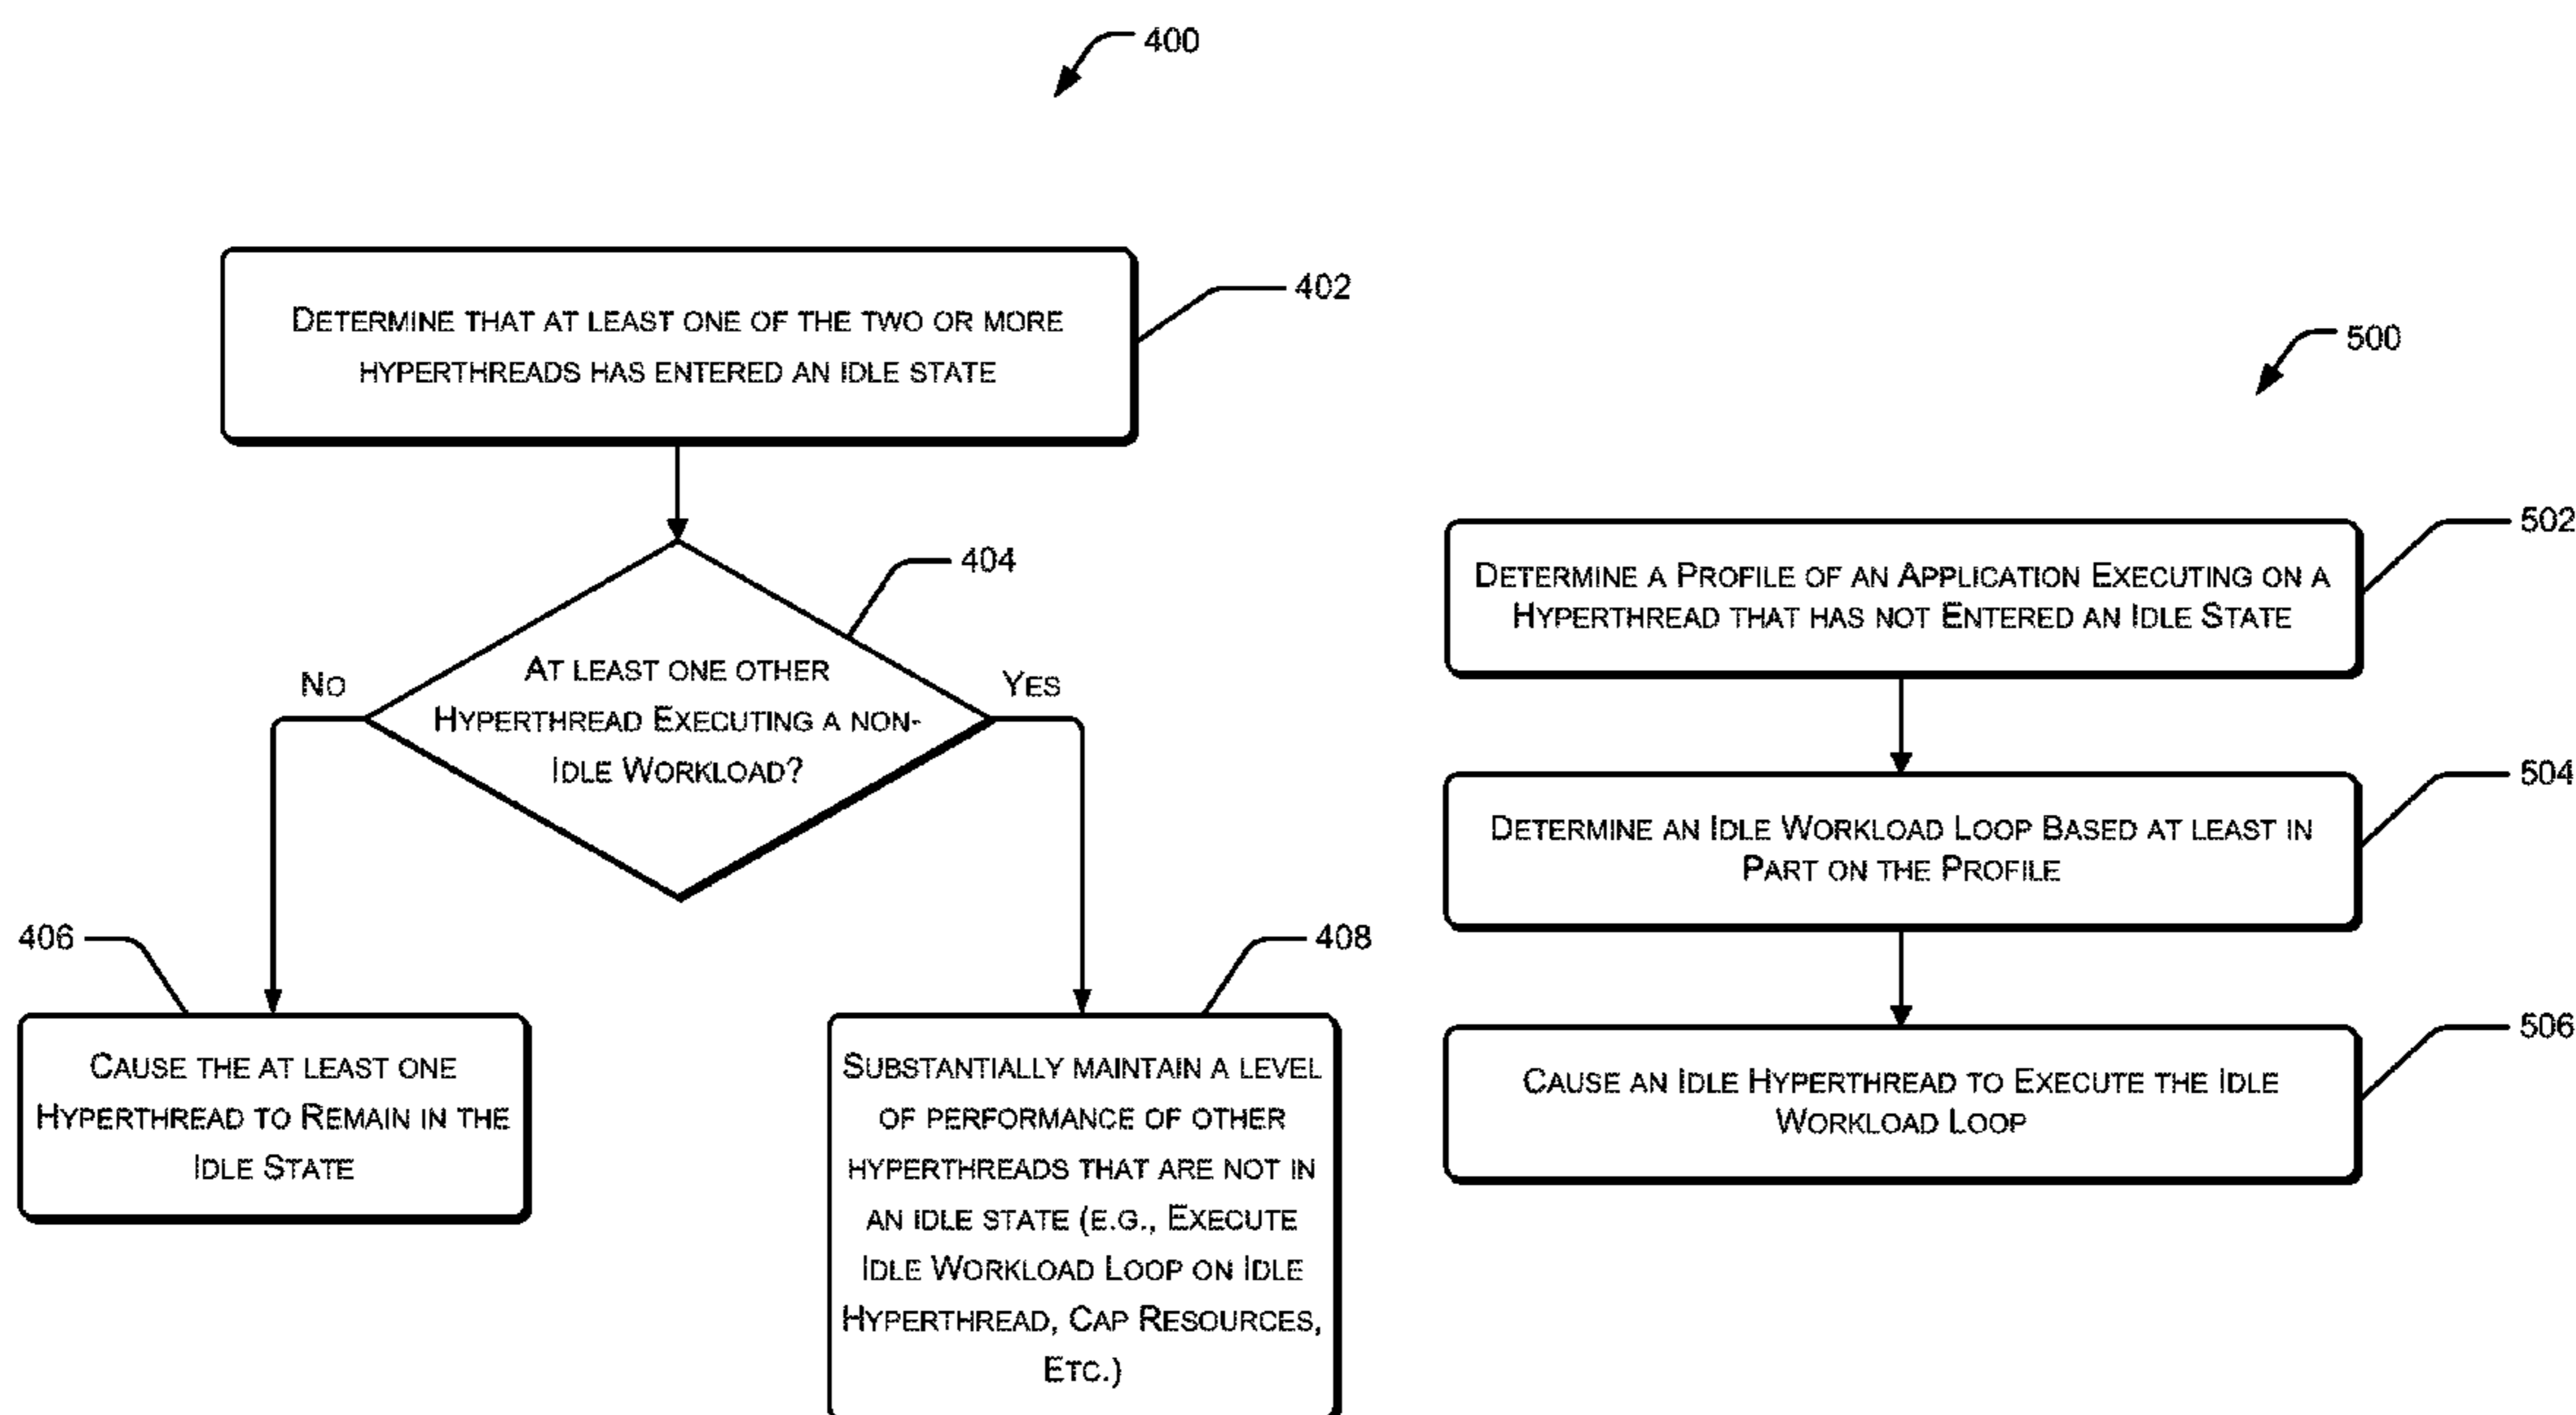 400
DETERMINE THAT AT LEAST ONE OF THE TWO OR MORE
HYPERTHREADS HAS ENTERED AN IDLE STATE
402
404
AT LEAST ONE OTHER
HYPERTHREAD EXECUTING A NON-
IDLE WORKLOAD?
NO
YES
406
CAUSE THE AT LEAST ONE
HYPERTHREAD TO REMAIN IN THE
IDLE STATE
408
SUBSTANTIALLY MAINTAIN A LEVEL
OF PERFORMANCE OF OTHER
HYPERTHREADS THAT ARE NOT IN
AN IDLE STATE (E.G., EXECUTE
IDLE WORKLOAD LOOP ON IDLE
HYPERTHREAD, CAP RESOURCES,
ETC.)
500
502
DETERMINE A PROFILE OF AN APPLICATION EXECUTING ON A
HYPERTHREAD THAT HAS NOT ENTERED AN IDLE STATE
504
DETERMINE AN IDLE WORKLOAD LOOP BASED AT LEAST IN
PART ON THE PROFILE
506
CAUSE AN IDLE HYPERTHREAD TO EXECUTE THE IDLE
WORKLOAD LOOP